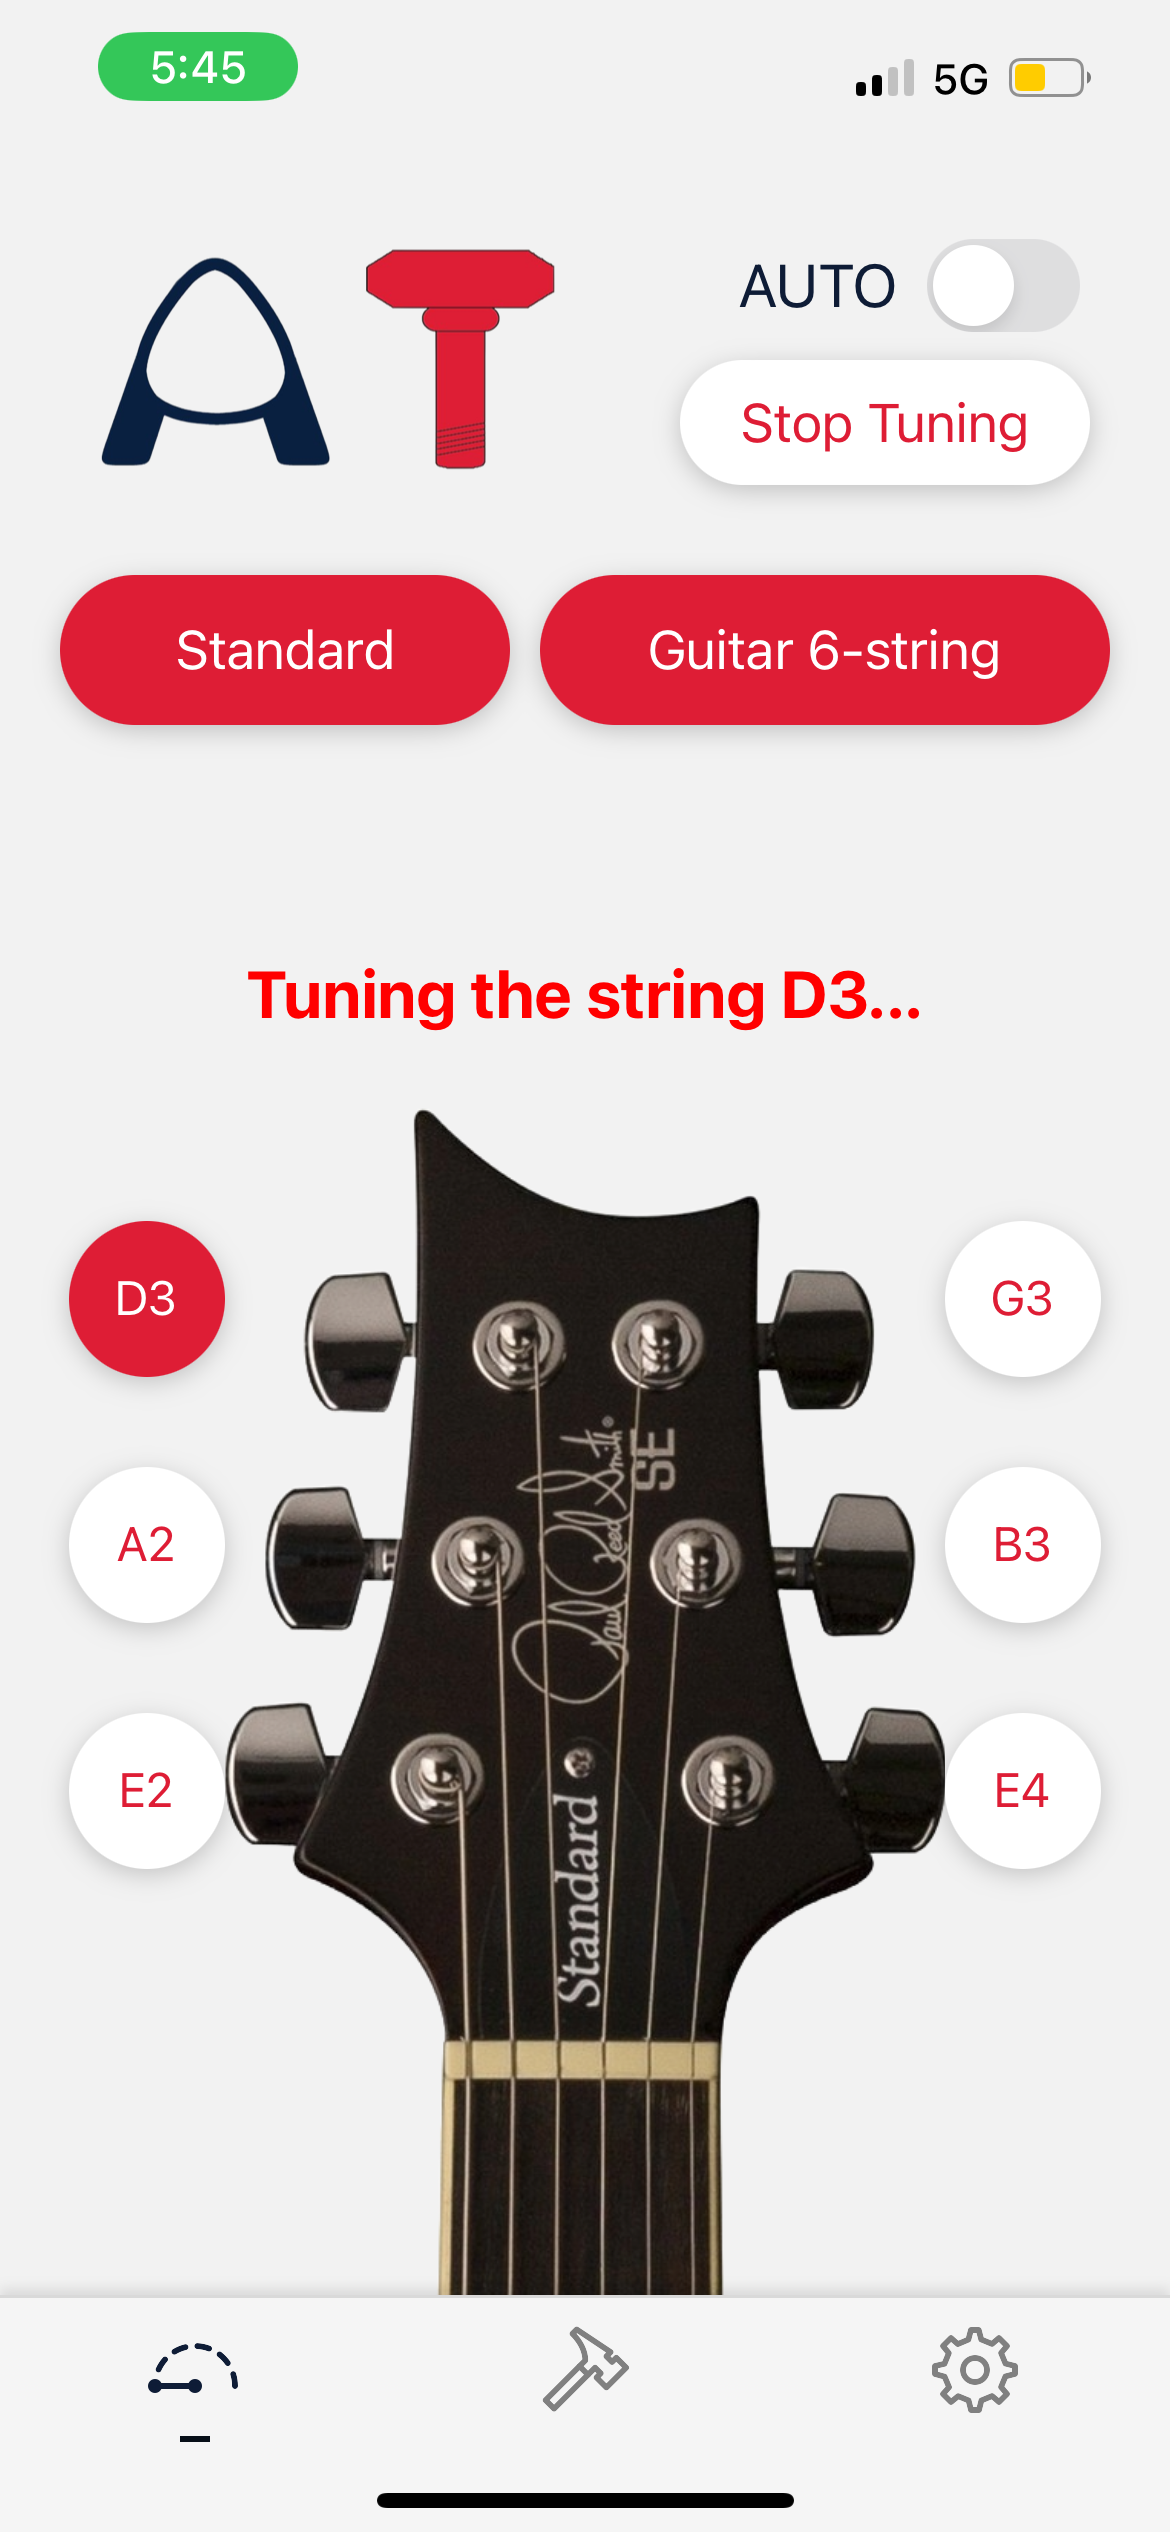 5:45 5G
AT
AUTO
Stop Tuning
Standard Guitar 6-string
Tuning the string D3...
D3 G3
Paul Reed Smith®
SE
A2 B3
E2 E4
Standard